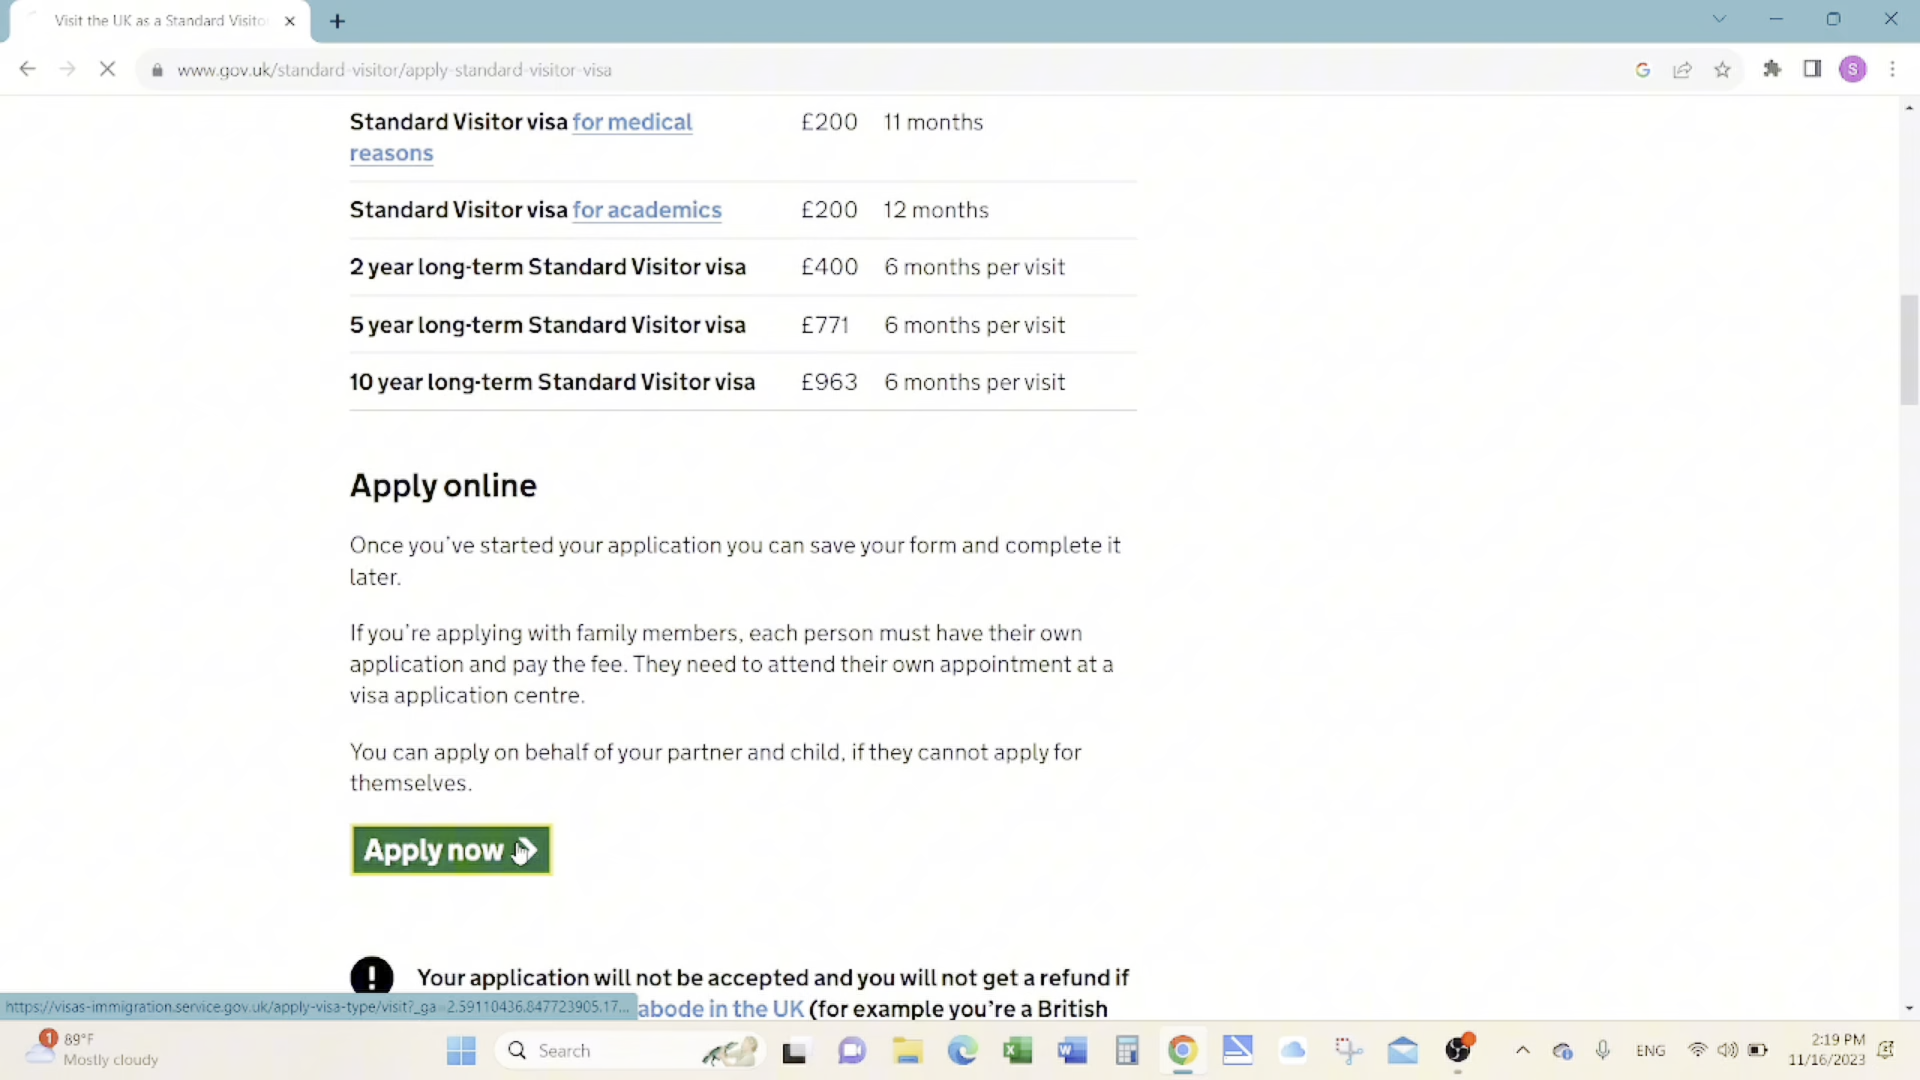 Visit the UK as a Standard Visito
www.gov.uk/standard-visitor/apply-standard-visitor-visa
S
Standard Visitor visa for medical reasons £200 11 months
Standard Visitor visa for academics £200 12 months
2 year long-term Standard Visitor visa £400 6 months per visit
5 year long-term Standard Visitor visa £771 6 months per visit
10 year long-term Standard Visitor visa £963 6 months per visit
Apply online
Once you've started your application you can save your form and complete it
later.
If you're applying with family members, each person must have their own
application and pay the fee. They need to attend their own appointment at a
visa application centre.
You can apply on behalf of your partner and child, if they cannot apply for
themselves.
Apply now
Your application will not be accepted and you will not get a refund if
https://visas-immigration.service.gov.uk/apply-visa-type/visit?_ga=2.59110436.847723905.17...
abode in the UK (for example you're a British
1
89°F
Mostly cloudy
Search
ENG
2:19 PM
11/16/2023